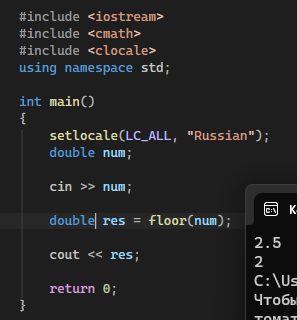 #include <iostream>
#include <cmath>
#include <clocale>
using namespace std;
int main()
{
setlocale(LC_ALL, "Russian");
double num;
cin >> num;
double res = floor(num);
cout << res;
return 0;
}
2.5
2
Чтобы